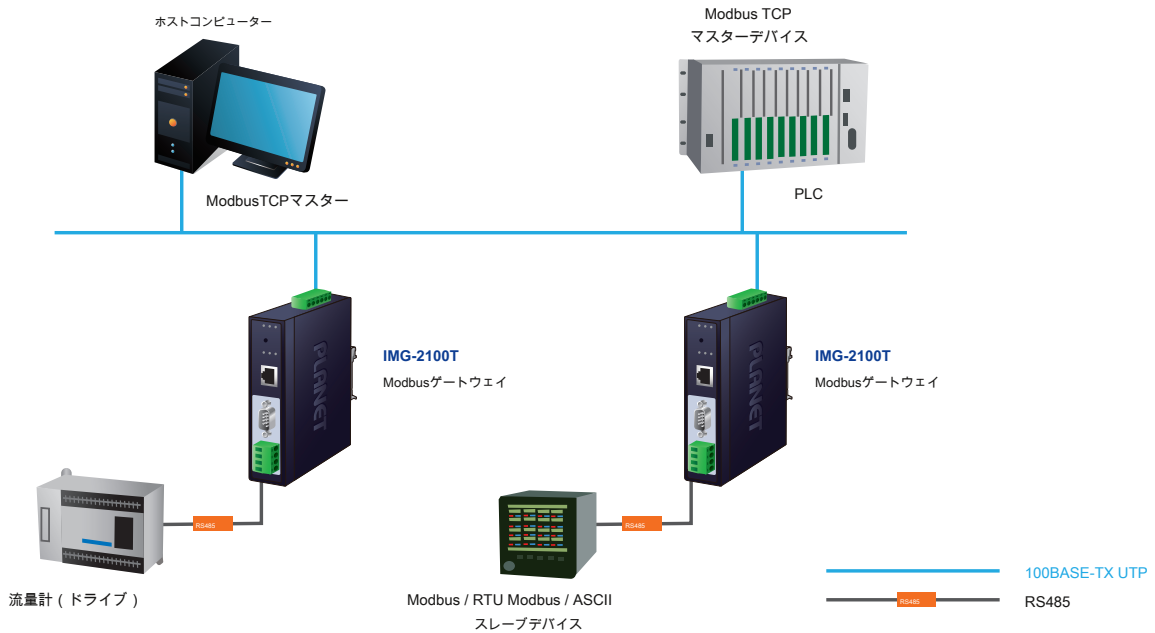 ホストコンピューター
Modbus TCP
マスターデバイス
ModbusTCPマスター
PLC
PLANET
IMG-2100T
Modbusゲートウェイ
PLANET
IMG-2100T
Modbusゲートウェイ
RS485
RS485
流量計 ( ドライブ )
Modbus / RTU Modbus / ASCII
スレーブデバイス
100BASE-TX UTP
RS485
RS485